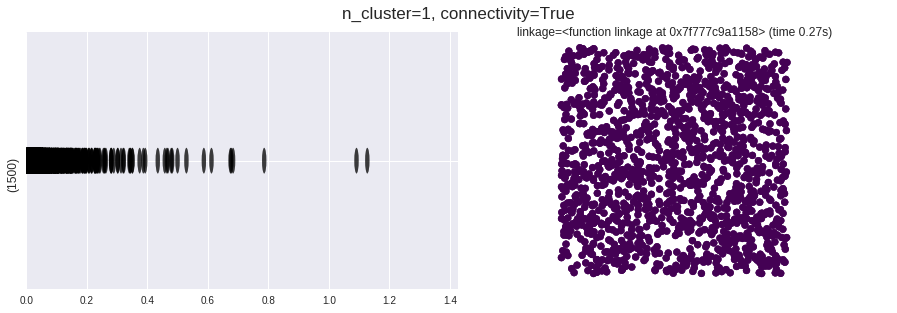 n_cluster=1, connectivity=True
linkage=<function linkage at 0x7f777c9a1158> (time 0.27s)
(1500)
0.0 0.2 0.4 0.6 0.8 1.0 1.2 1.4